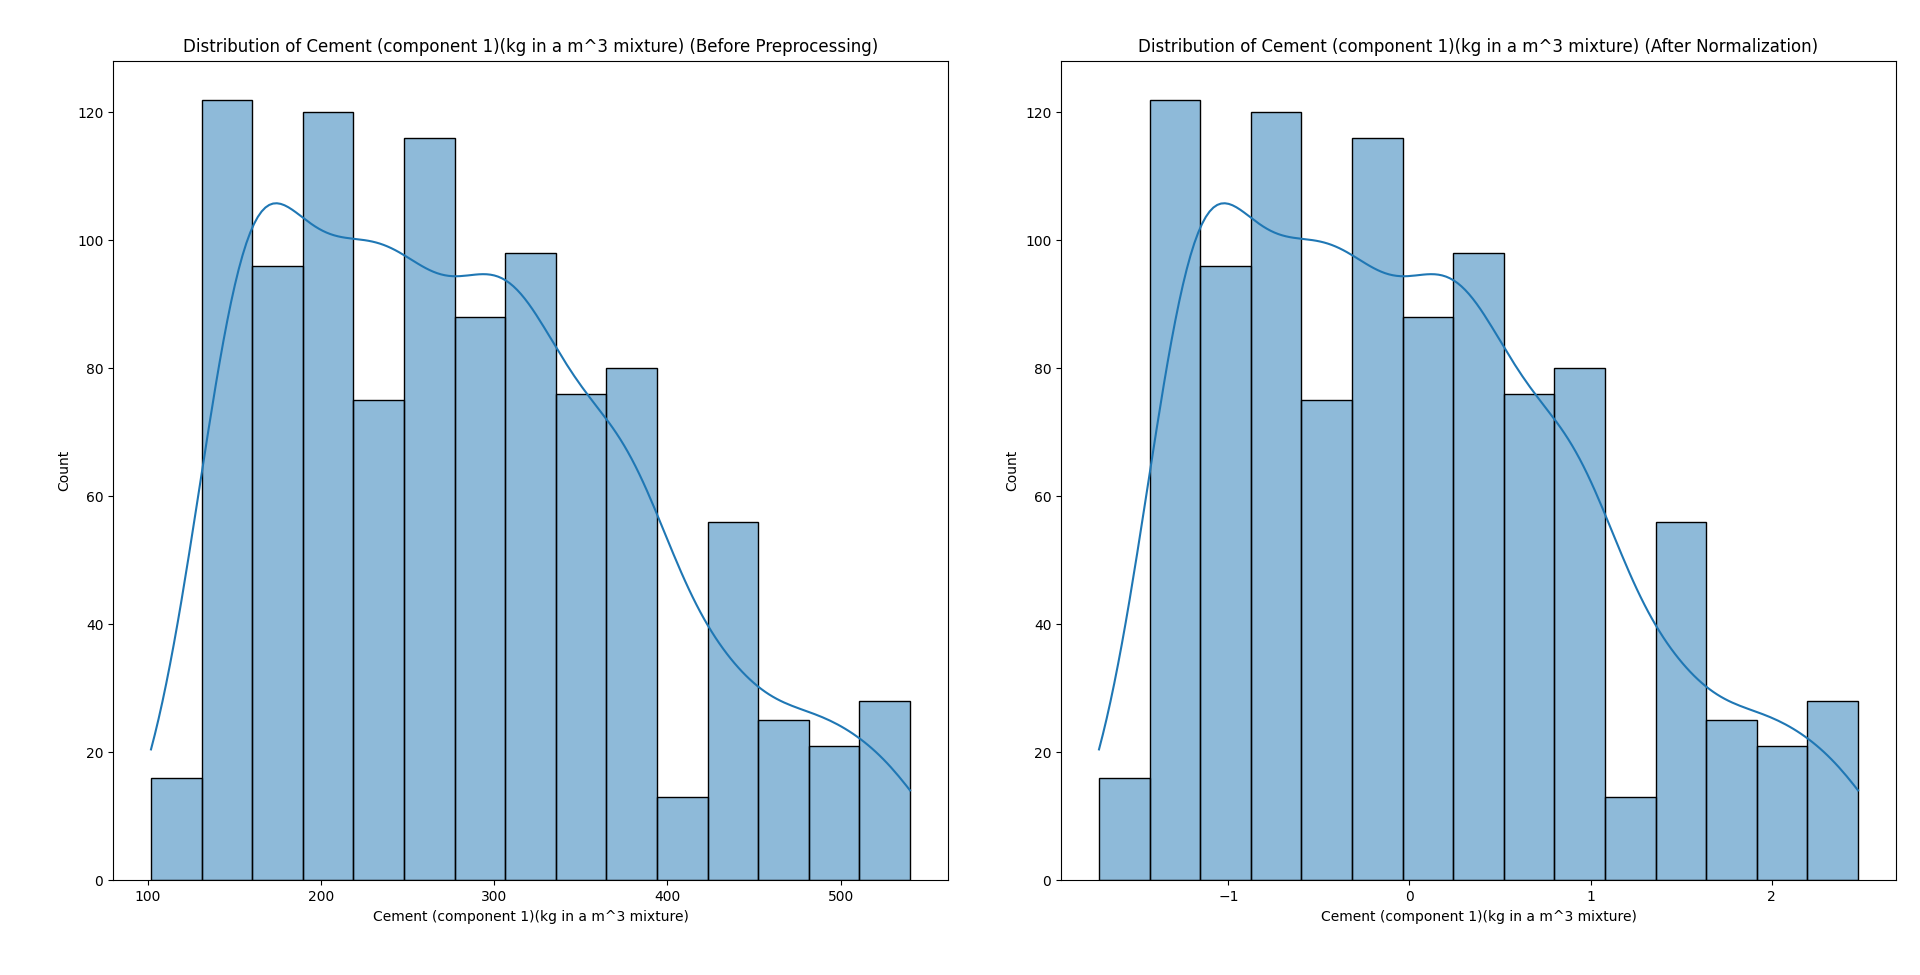 Distribution of Cement (component 1)(kg in a m^3 mixture) (Before Preprocessing)
120
100
80
60
40
20
0
Count
100 200 300 400 500
Cement (component 1)(kg in a m^3 mixture)
Distribution of Cement (component 1)(kg in a m^3 mixture) (After Normalization)
120
100
80
60
40
20
0
Count
−1 0 1 2
Cement (component 1)(kg in a m^3 mixture)